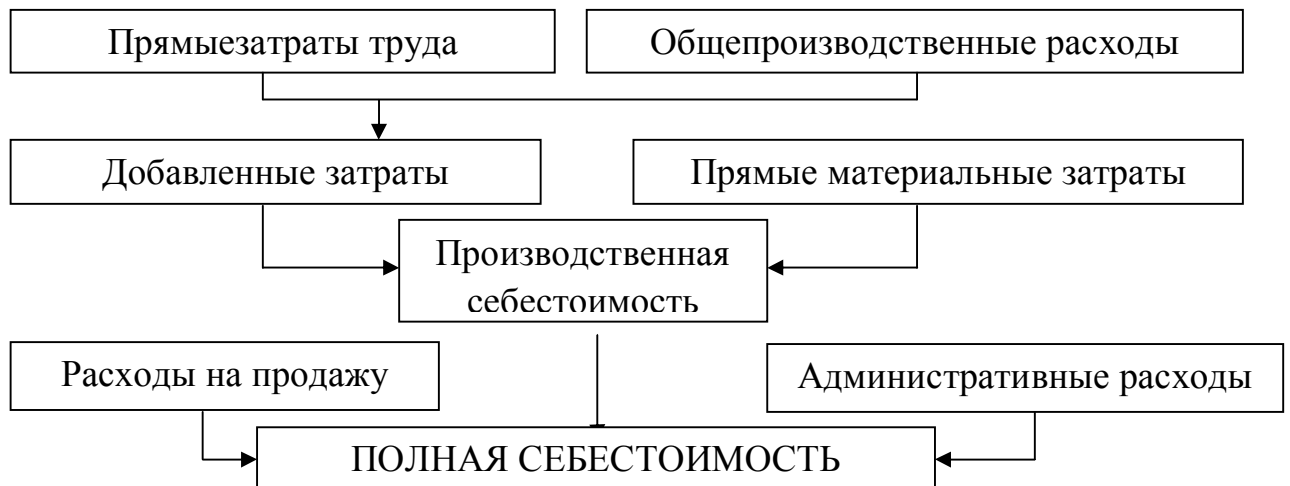 Прямыезатраты труда
Общепроизводственные расходы
Добавленные затраты
Прямые материальные затраты
Производственная
себестоимость
Расходы на продажу
Административные расходы
ПОЛНАЯ СЕБЕСТОИМОСТЬ